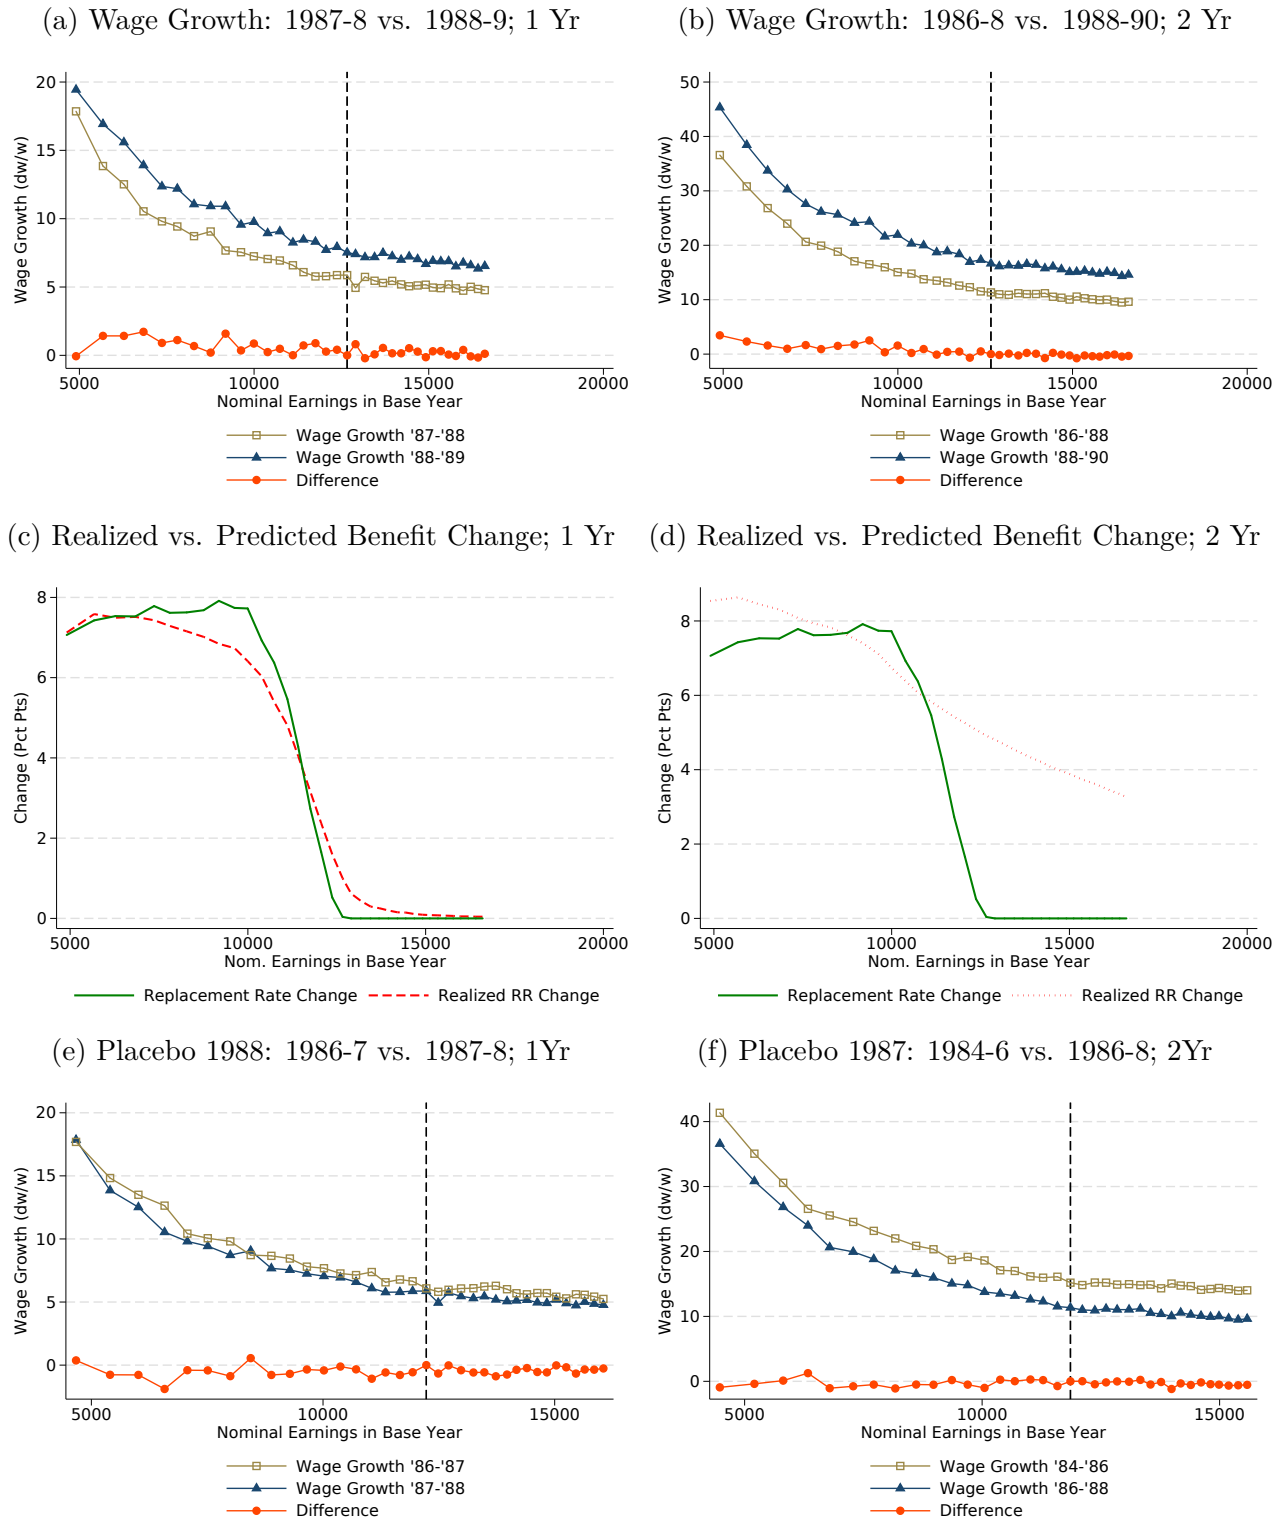 (a) Wage Growth: 1987-8 vs. 1988-9; 1 Yr
20
15
10
5
0
Wage Growth (dw/w)
5000 10000 15000 20000
Nominal Earnings in Base Year
Wage Growth '87-'88
Wage Growth '88-'89
Difference
(b) Wage Growth: 1986-8 vs. 1988-90; 2 Yr
50
40
30
20
10
0
Wage Growth (dw/w)
5000 10000 15000 20000
Nominal Earnings in Base Year
Wage Growth '86-'88
Wage Growth '88-'90
Difference
(c) Realized vs. Predicted Benefit Change; 1 Yr
8
6
4
2
0
Change (Pct Pts)
5000 10000 15000 20000
Nom. Earnings in Base Year
Replacement Rate Change Realized RR Change
(d) Realized vs. Predicted Benefit Change; 2 Yr
8
6
4
2
0
Change (Pct Pts)
5000 10000 15000 20000
Nom. Earnings in Base Year
Replacement Rate Change Realized RR Change
(e) Placebo 1988: 1986-7 vs. 1987-8; 1Yr
20
15
10
5
0
Wage Growth (dw/w)
5000 10000 15000
Nominal Earnings in Base Year
Wage Growth '86-'87
Wage Growth '87-'88
Difference
(f) Placebo 1987: 1984-6 vs. 1986-8; 2Yr
40
30
20
10
0
Wage Growth (dw/w)
5000 10000 15000
Nominal Earnings in Base Year
Wage Growth '84-'86
Wage Growth '86-'88
Difference